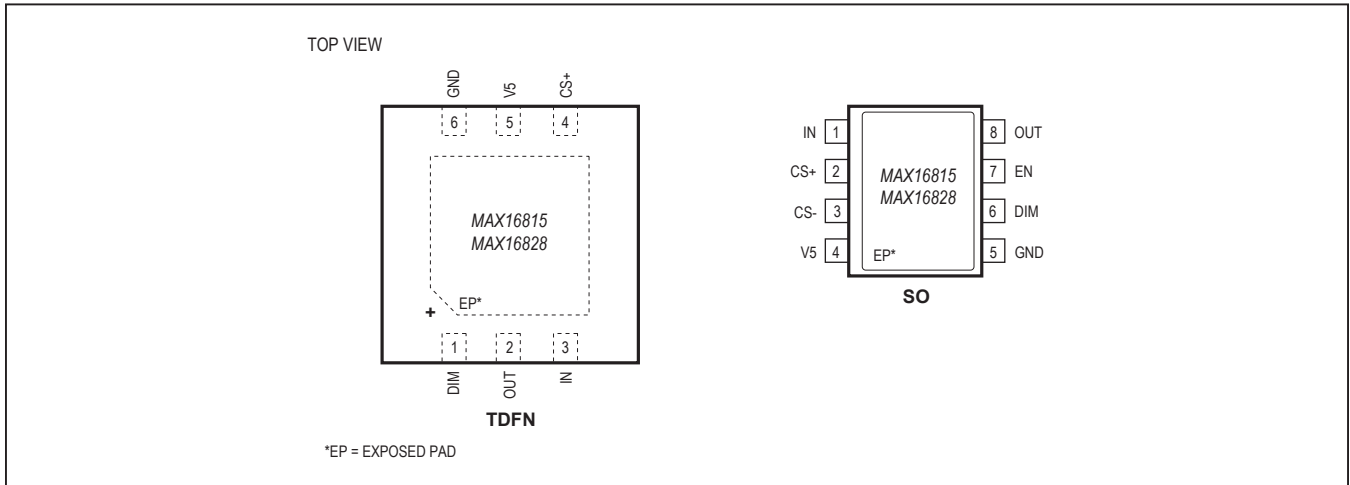 TOP VIEW
GND
V5
CS+
6
5
4
MAX16815
MAX16828
EP*
+
1
2
3
DIM
OUT
IN
TDFN
*EP = EXPOSED PAD
IN 1
CS+ 2
CS- 3
V5 4
MAX16815
MAX16828
EP*
8 OUT
7 EN
6 DIM
5 GND
SO